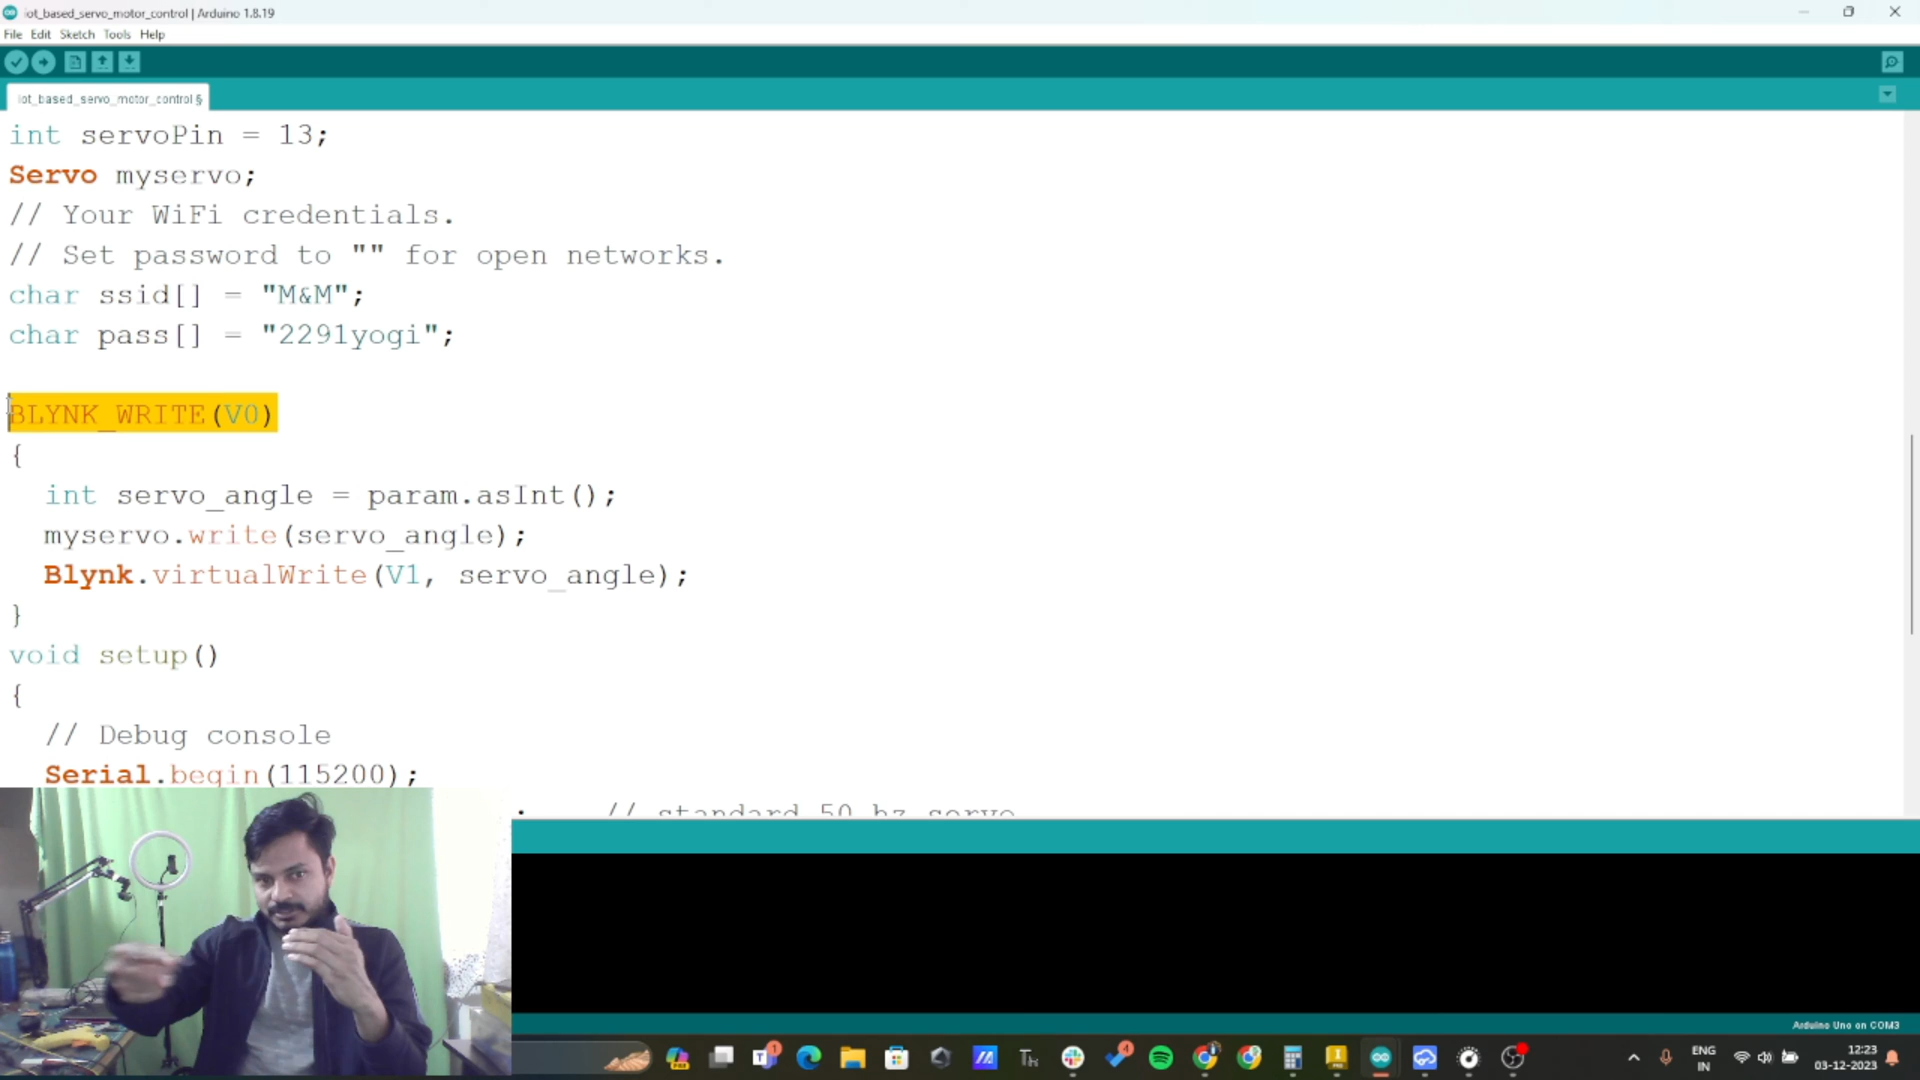 iot_based_servo_motor_control | Arduino 1.8.19
File Edit Sketch Tools Help
iot_based_servo_motor_control §
int servoPin = 13;
Servo myservo;
// Your WiFi credentials.
// Set password to "" for open networks.
char ssid[] = "M&M";
char pass[] = "2291yogi";
BLYNK_WRITE(V0)
{
int servo_angle = param.asInt();
myservo.write(servo_angle);
Blynk.virtualWrite(V1, servo_angle);
}
void setup()
{
// Debug console
Serial.begin(115200);
; // standard 50 hz servo
Arduino Uno on COM3
ENG
IN
12:23
03-12-2023